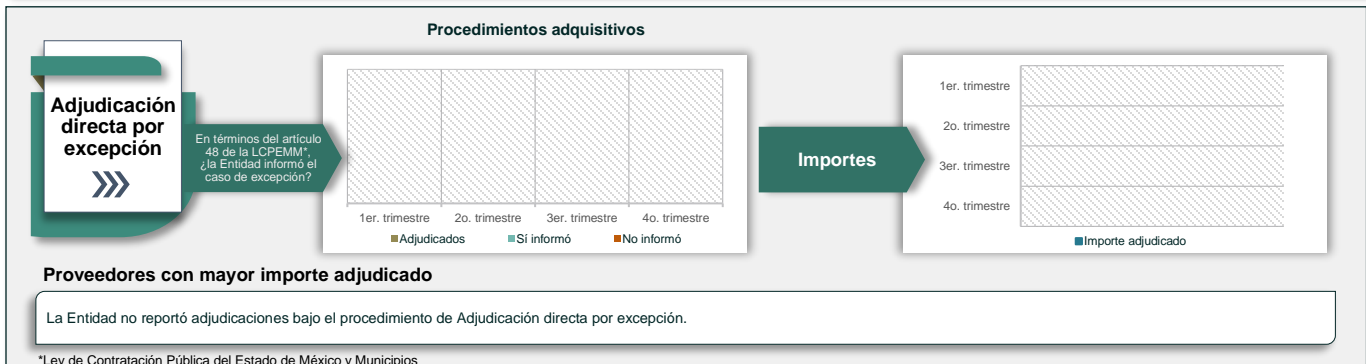 Procedimientos adquisitivos
Adjudicación
directa por
excepción
En términos del artículo
48 de la LCPEMM*,
¿la Entidad informó el
caso de excepción?
1er. trimestre 2o. trimestre 3er. trimestre 4o. trimestre
Adjudicados Sí informó No informó
Importes
1er. trimestre
2o. trimestre
3er. trimestre
4o. trimestre
Importe adjudicado
Proveedores con mayor importe adjudicado
La Entidad no reportó adjudicaciones bajo el procedimiento de Adjudicación directa por excepción.
*Ley de Contratación Pública del Estado de México y Municipios